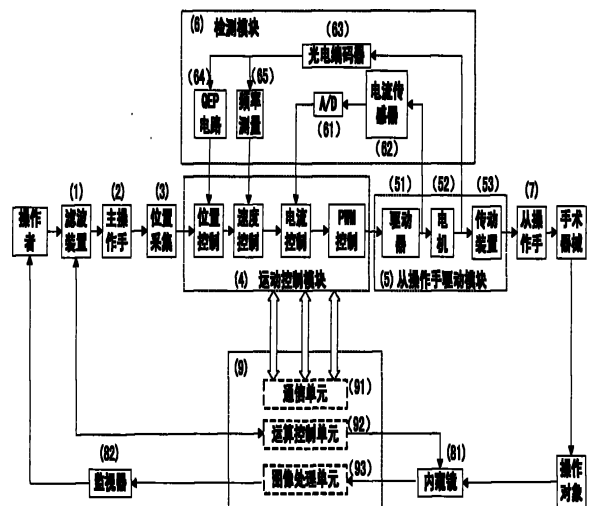 (6) 检测模块
(63)
光电编码器
(64)
QEP
电路
(65)
频率
测量
A/D
(61)
电流传
感器
(62)
操作
者
(1)
滤波
装置
(2)
主操
作手
(3)
位置
采集
位置
控制
速度
控制
电流
控制
PWM
控制
(4) 运动控制模块
(51)
驱动
器
(52)
电
机
(53)
传动
装置
(5)从操作手驱动模块
(7)
从操
作手
手术
器械
(9)
通信单元
(91)
运算控制单元
(92)
图像处理单元
(93)
(82)
监视器
(81)
内窥镜
操作
对象